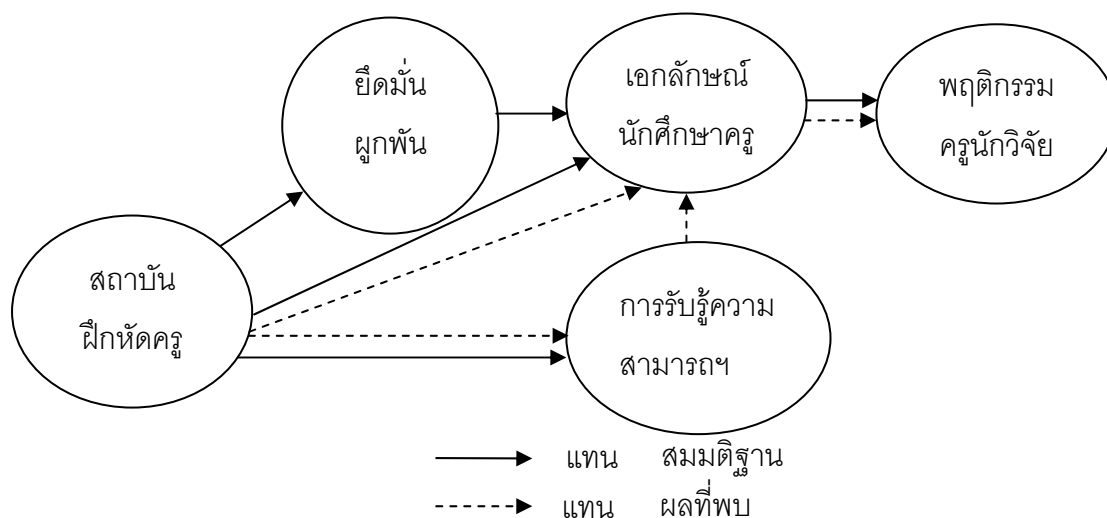 ยึดมั่น
ผูกพัน
เอกลักษณ์
นักศึกษาครู
พฤติกรรม
ครูนักวิจัย
สถาบัน
ฝึกหัดครู
การรับรู้ความ
สามารถฯ
แทน สมมติฐาน
แทน ผลที่พบ